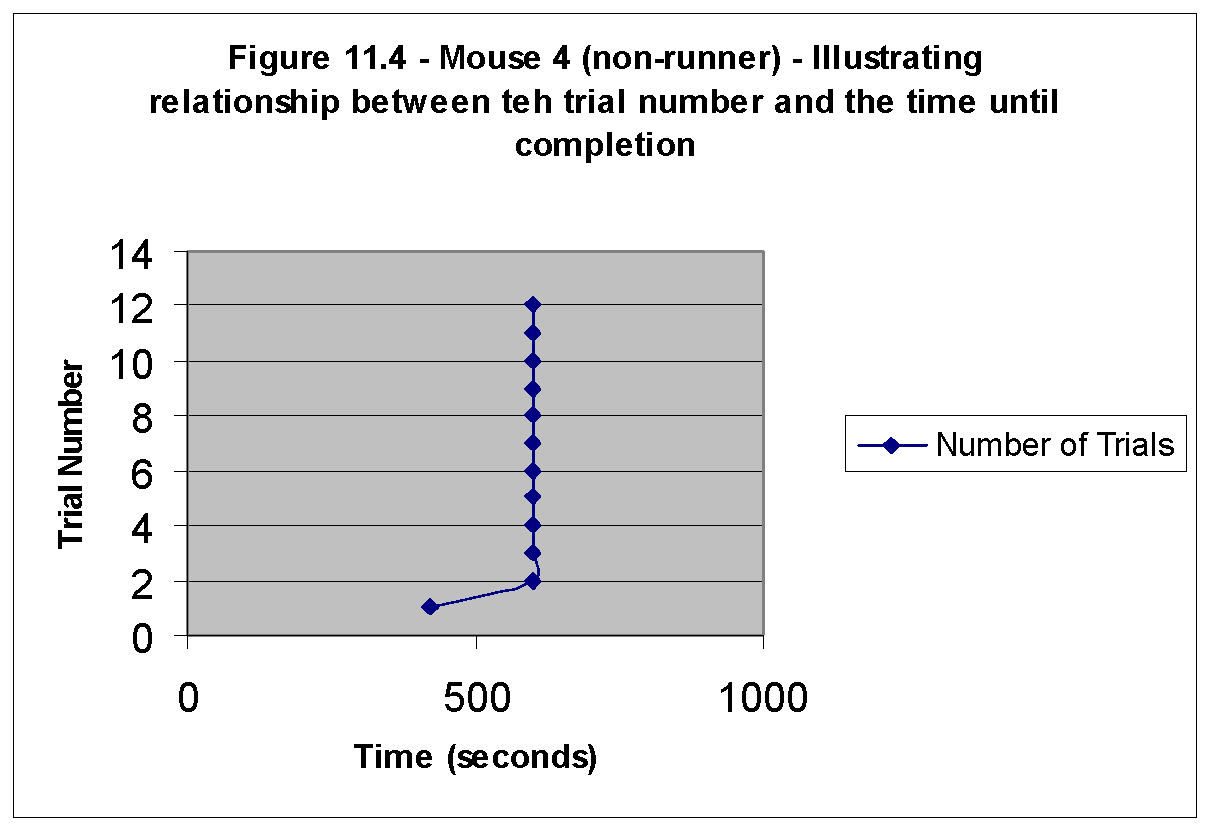 Figure 11.4 - Mouse 4 (non-runner) - Illustrating
relationship between teh trial number and the time until
completion
14
12
10
8
6
4
2
0
Trial Number
0 500 1000
Time (seconds)
Number of Trials